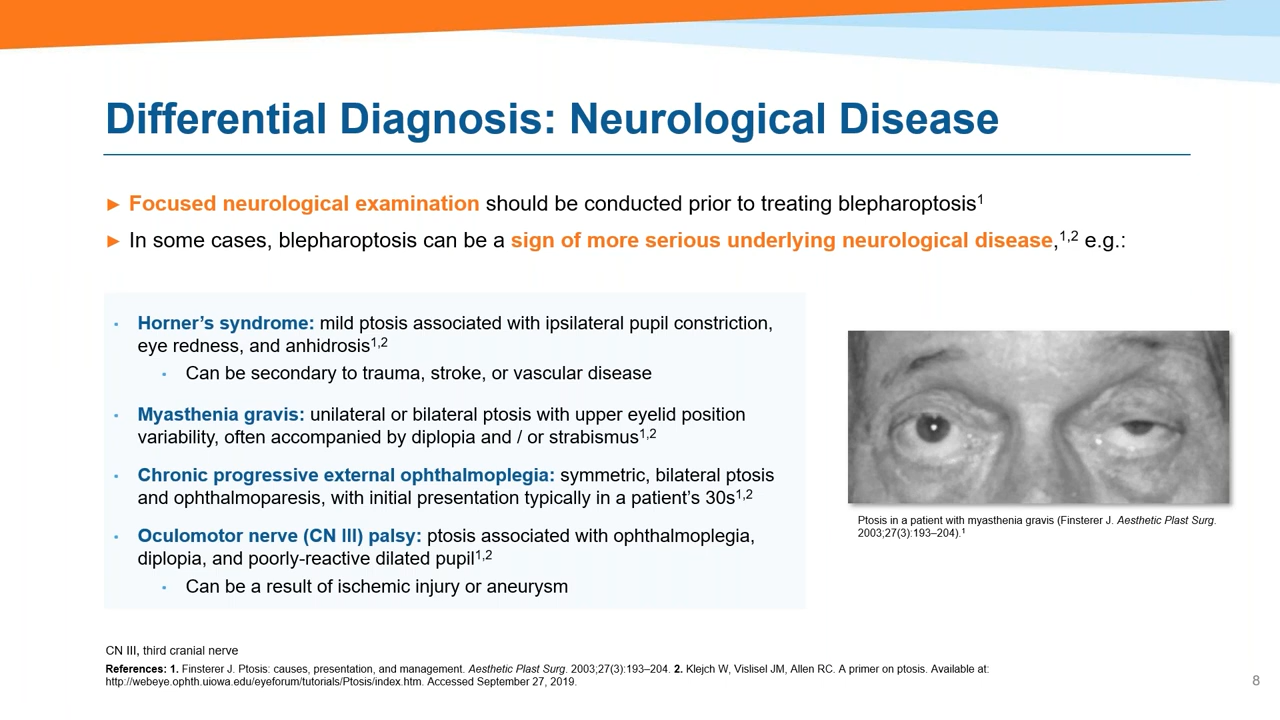 Differential Diagnosis: Neurological Disease
► Focused neurological examination should be conducted prior to treating blepharoptosis1
► In some cases, blepharoptosis can be a sign of more serious underlying neurological disease,1,2 e.g.:
▪ Horner’s syndrome: mild ptosis associated with ipsilateral pupil constriction,
eye redness, and anhidrosis1,2
▪ Can be secondary to trauma, stroke, or vascular disease
▪ Myasthenia gravis: unilateral or bilateral ptosis with upper eyelid position
variability, often accompanied by diplopia and / or strabismus1,2
▪ Chronic progressive external ophthalmoplegia: symmetric, bilateral ptosis
and ophthalmoparesis, with initial presentation typically in a patient’s 30s1,2
▪ Oculomotor nerve (CN III) palsy: ptosis associated with ophthalmoplegia,
diplopia, and poorly-reactive dilated pupil1,2
▪ Can be a result of ischemic injury or aneurysm
Ptosis in a patient with myasthenia gravis (Finsterer J. Aesthetic Plast Surg.
2003;27(3):193–204).1
CN III, third cranial nerve
References: 1. Finsterer J. Ptosis: causes, presentation, and management. Aesthetic Plast Surg. 2003;27(3):193–204. 2. Klejch W, Vislisel JM, Allen RC. A primer on ptosis. Available at:
http://webeye.ophth.uiowa.edu/eyeforum/tutorials/Ptosis/index.htm. Accessed September 27, 2019.
8